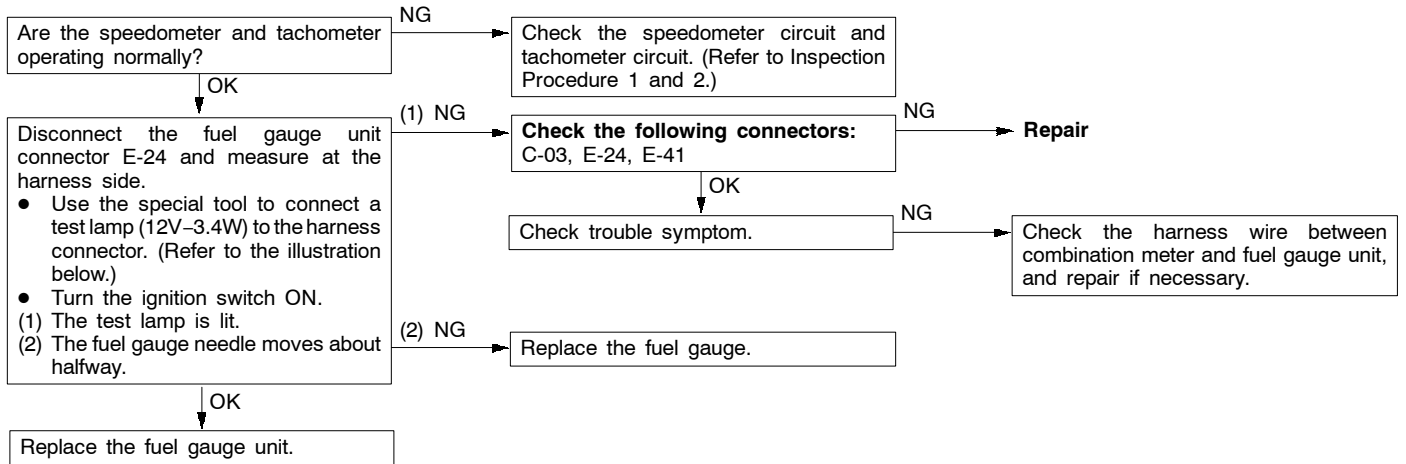 Are the speedometer and tachometer
operating normally?
NG
Check the speedometer circuit and
tachometer circuit. (Refer to Inspection
Procedure 1 and 2.)
OK
Disconnect the fuel gauge unit
connector E-24 and measure at the
harness side.
● Use the special tool to connect a
test lamp (12V–3.4W) to the harness
connector. (Refer to the illustration
below.)
● Turn the ignition switch ON.
(1) The test lamp is lit.
(2) The fuel gauge needle moves about
halfway.
(1) NG
Check the following connectors:
C-03, E-24, E-41
NG
Repair
OK
Check trouble symptom.
NG
Check the harness wire between
combination meter and fuel gauge unit,
and repair if necessary.
(2) NG
Replace the fuel gauge.
OK
Replace the fuel gauge unit.